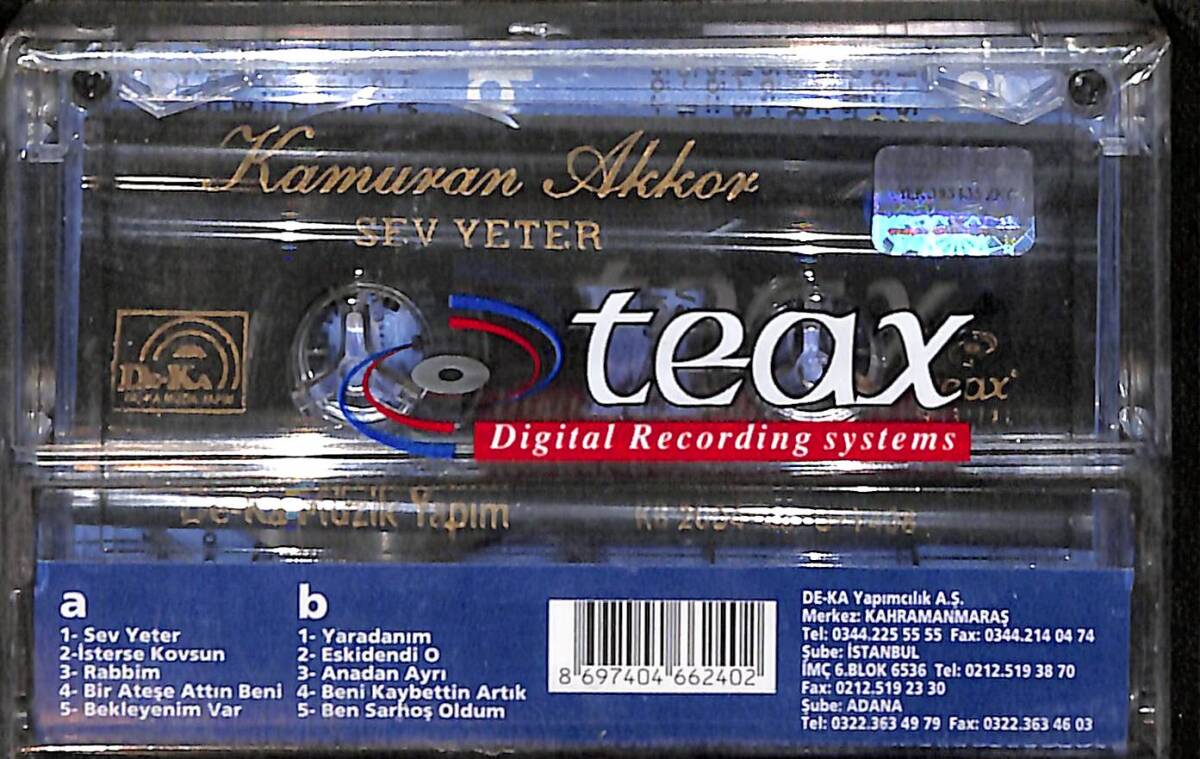 Kamuran Akkor
SEV YETER
De-Ka
teax
Digital Recording systems
De-Ka Müzik Yapım
a
1- Sev Yeter
2-İsterse Kovsun
3- Rabbim
4- Bir Ateşe Attın Beni
5- Bekleyenim Var
b
1- Yaradanım
2- Eskidendi O
3- Anadan Ayrı
4- Beni Kaybettin Artık
5- Ben Sarhoş Oldum
8 697404 662402
DE-KA Yapımcılık A.Ş.
Merkez: KAHRAMANMARAŞ
Tel: 0344.225 55 55 Fax: 0344.214 04 74
Şube: İSTANBUL
İMÇ 6.BLOK 6536 Tel: 0212.519 38 70
Fax: 0212.519 23 30
Şube: ADANA
Tel: 0322.363 49 79 Fax: 0322.363 46 03